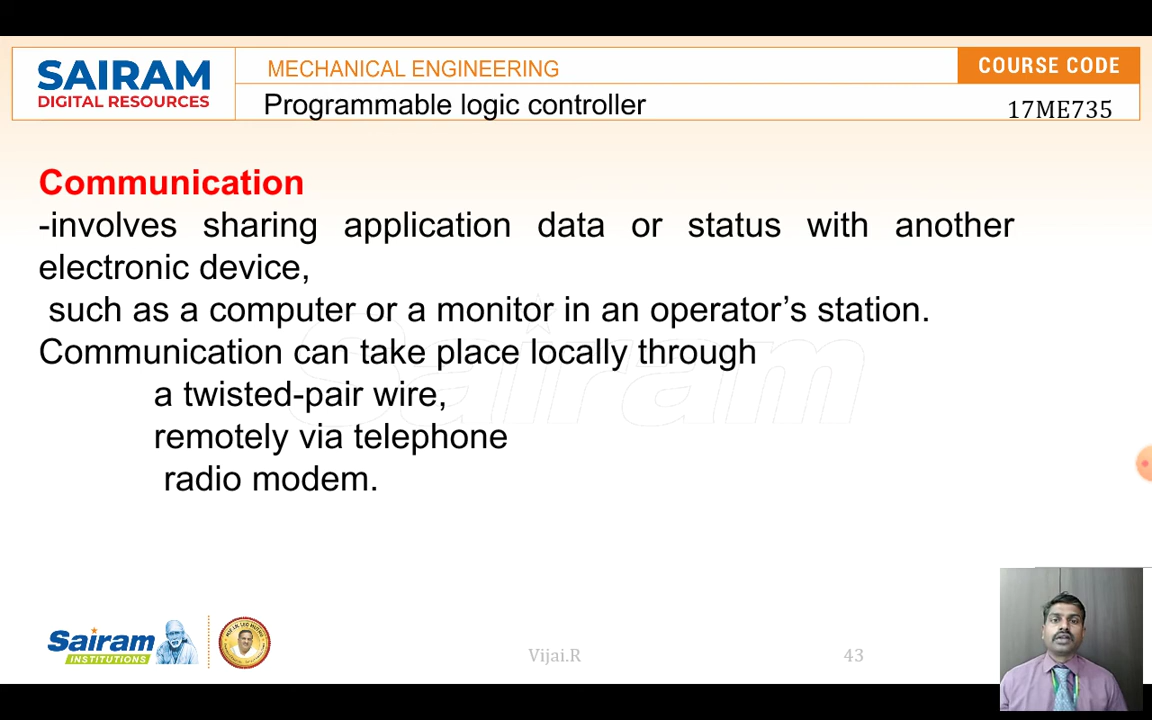 SAIRAM
DIGITAL RESOURCES
MECHANICAL ENGINEERING
COURSE CODE
Programmable logic controller
17ME735
Communication
-involves sharing application data or status with another
electronic device,
such as a computer or a monitor in an operator’s station.
Communication can take place locally through
a twisted-pair wire,
remotely via telephone
radio modem.
Sairam
Sairam
INSTITUTIONS
Vijai.R
43